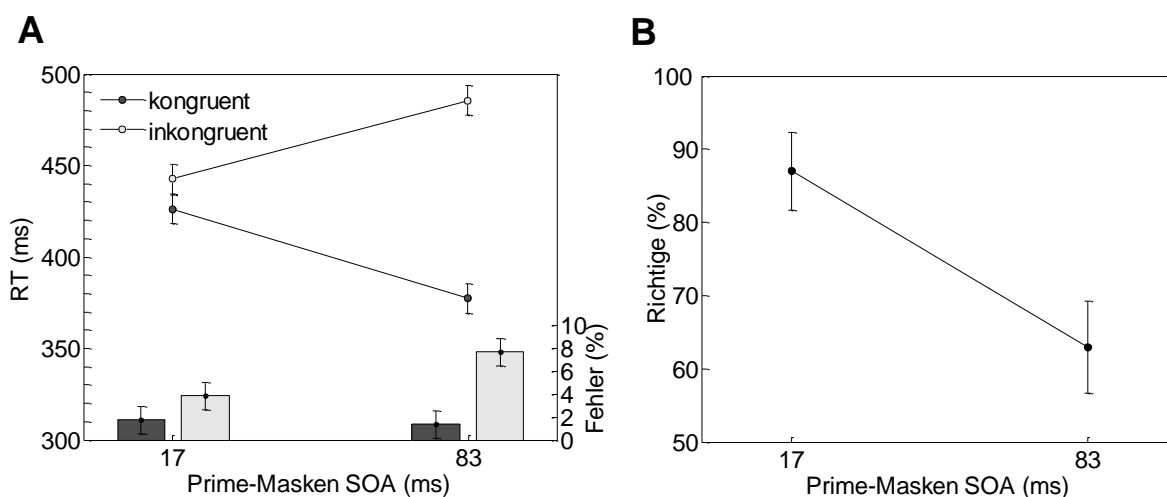 A
500
450
400
350
300
RT (ms)
kongruent
inkongruent
10
8
6
4
2
0
Fehler (%)
17
83
Prime-Masken SOA (ms)
B
100
90
80
70
60
50
Richtige (%)
17
83
Prime-Masken SOA (ms)